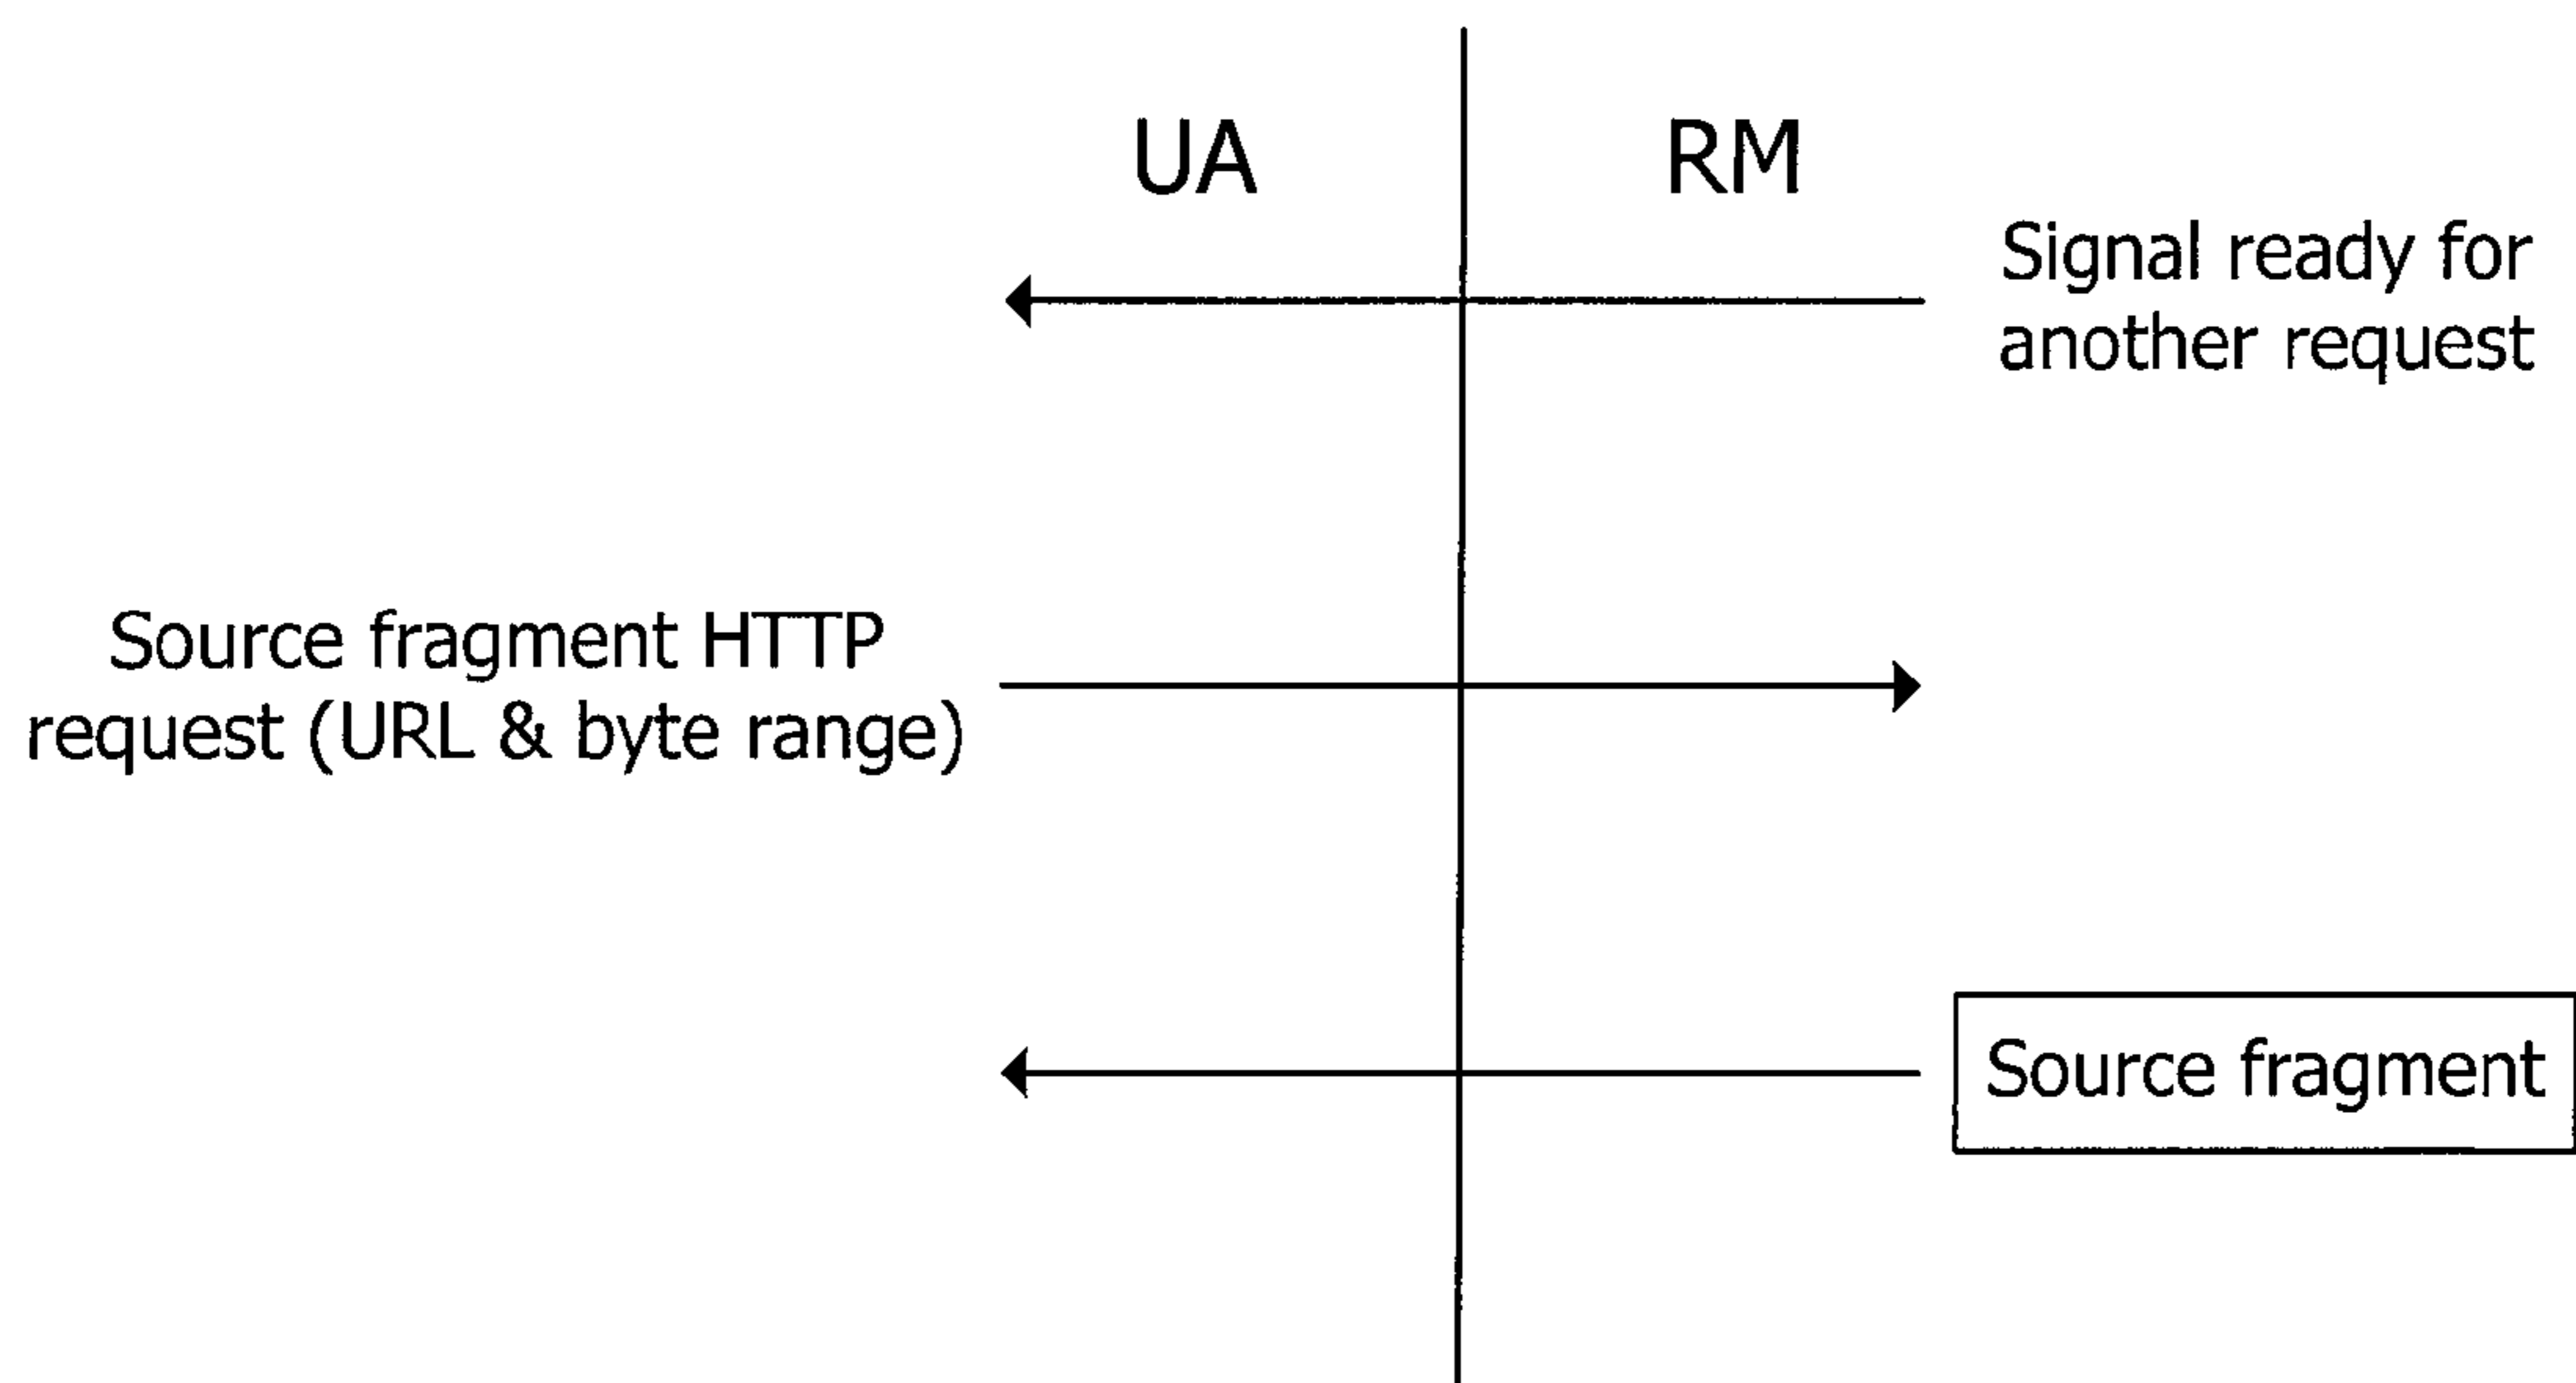 UA
RM
Signal ready for
another request
Source fragment HTTP
request (URL & byte range)
Source fragment